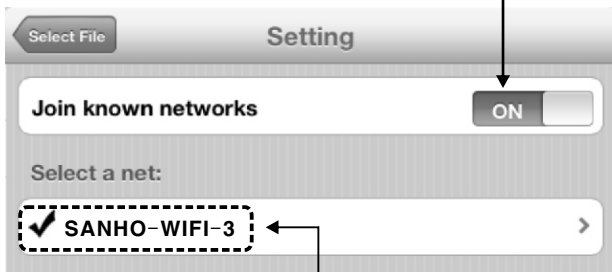 Select File
Setting
Join known networks
ON
Select a net:
SANHO-WIFI-3